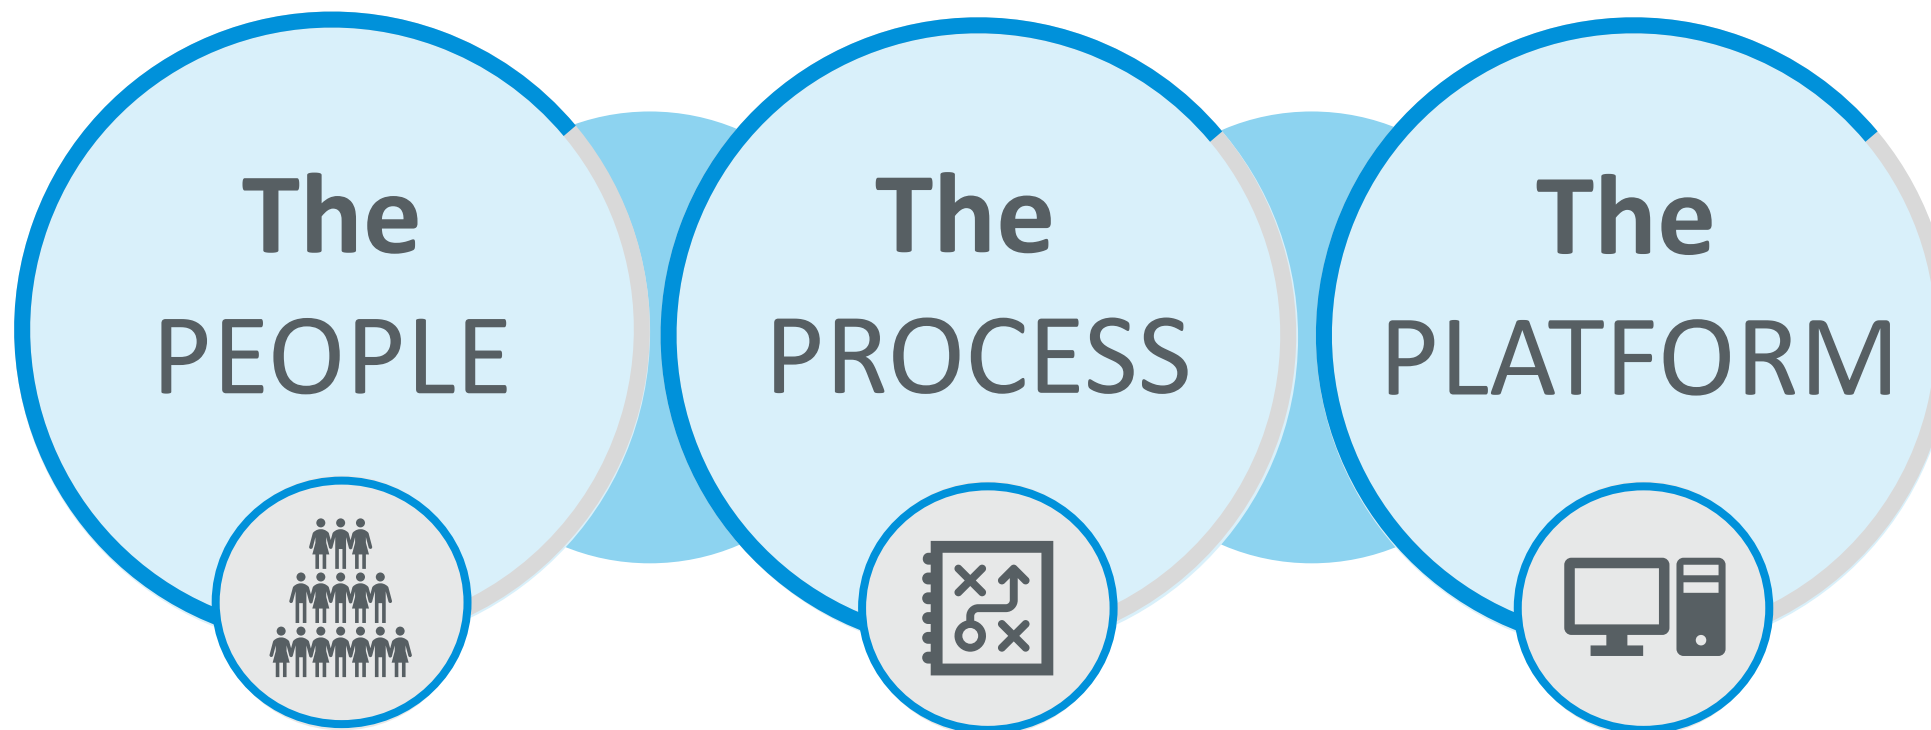 The
PEOPLE
The
PROCESS
The
PLATFORM